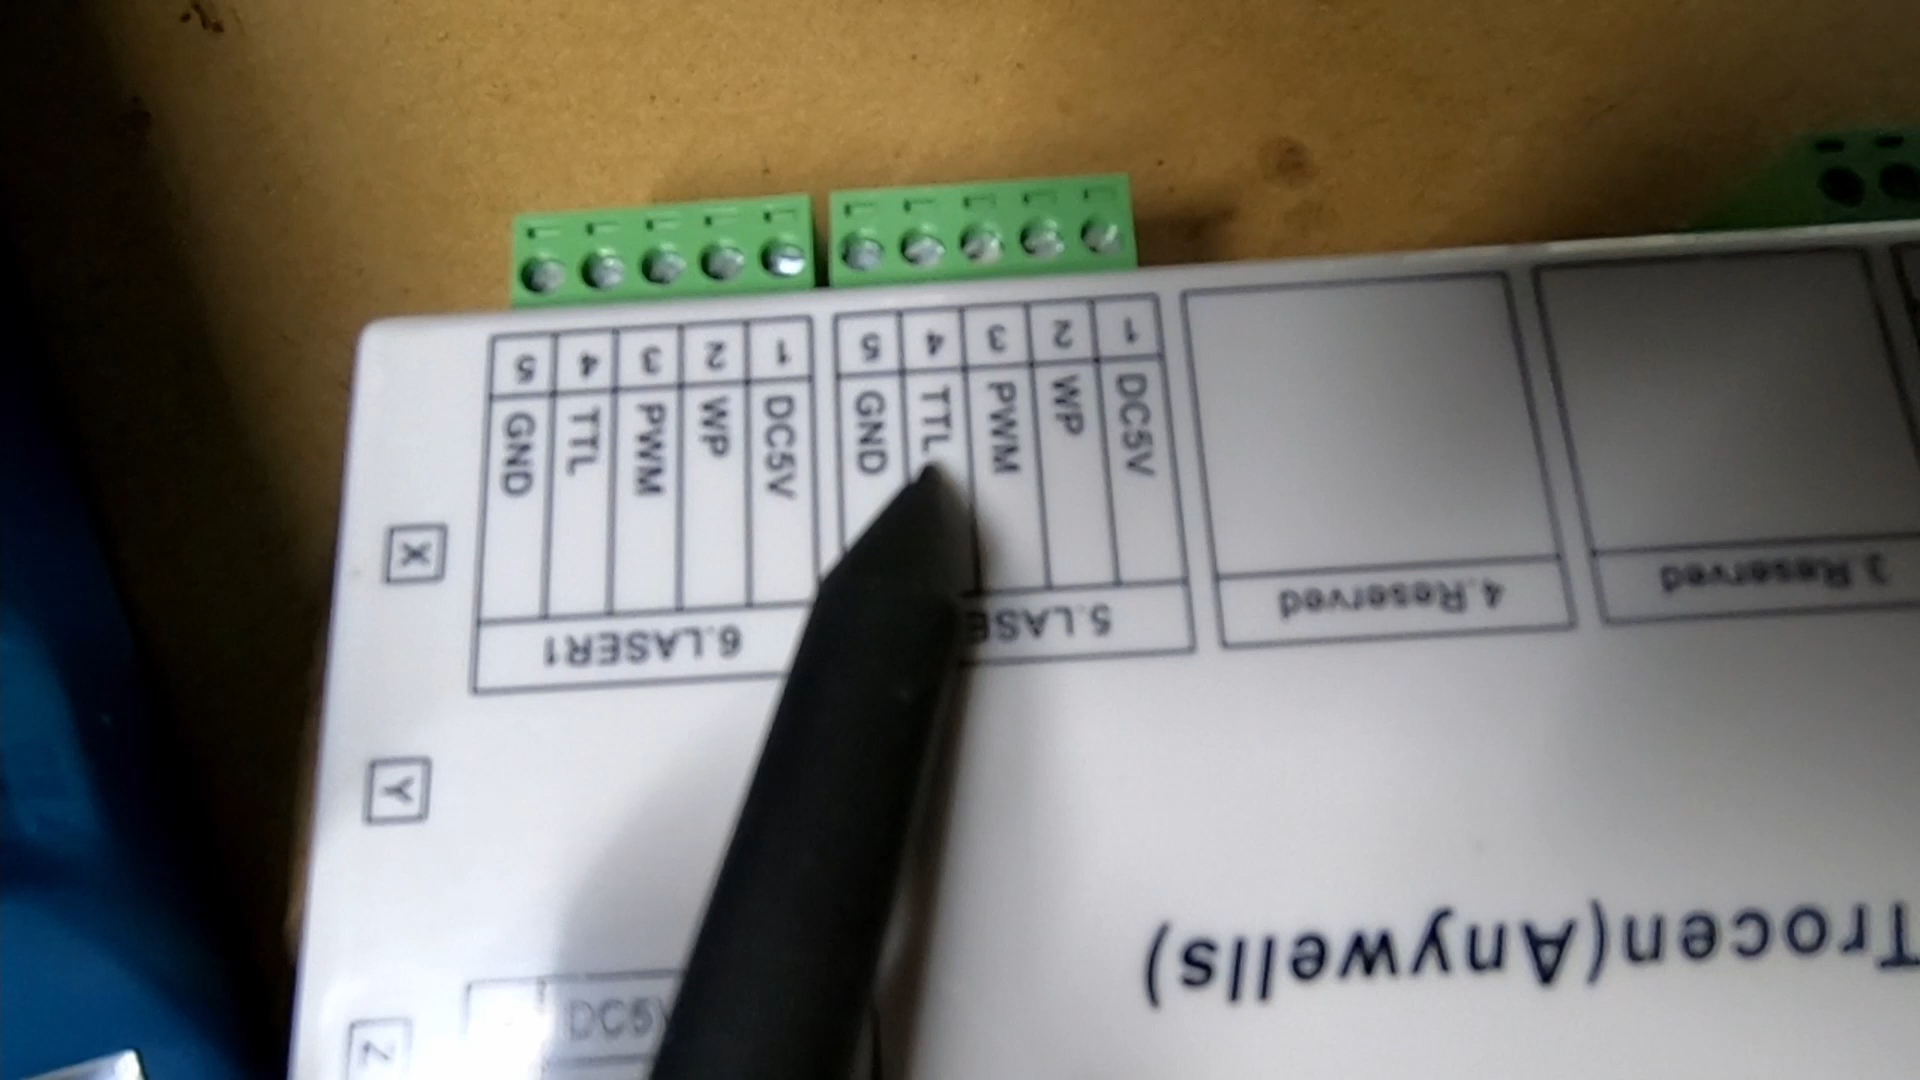 5 4 3 2 1
GND TTL PWM WP DC5V
6.LASER1
5 4 3 2 1
GND TTL PWM WP DC5V
5.LASE
4.Reserved
3.Reserved
X
Y
Z
Trocen(Anywells)
DC5V